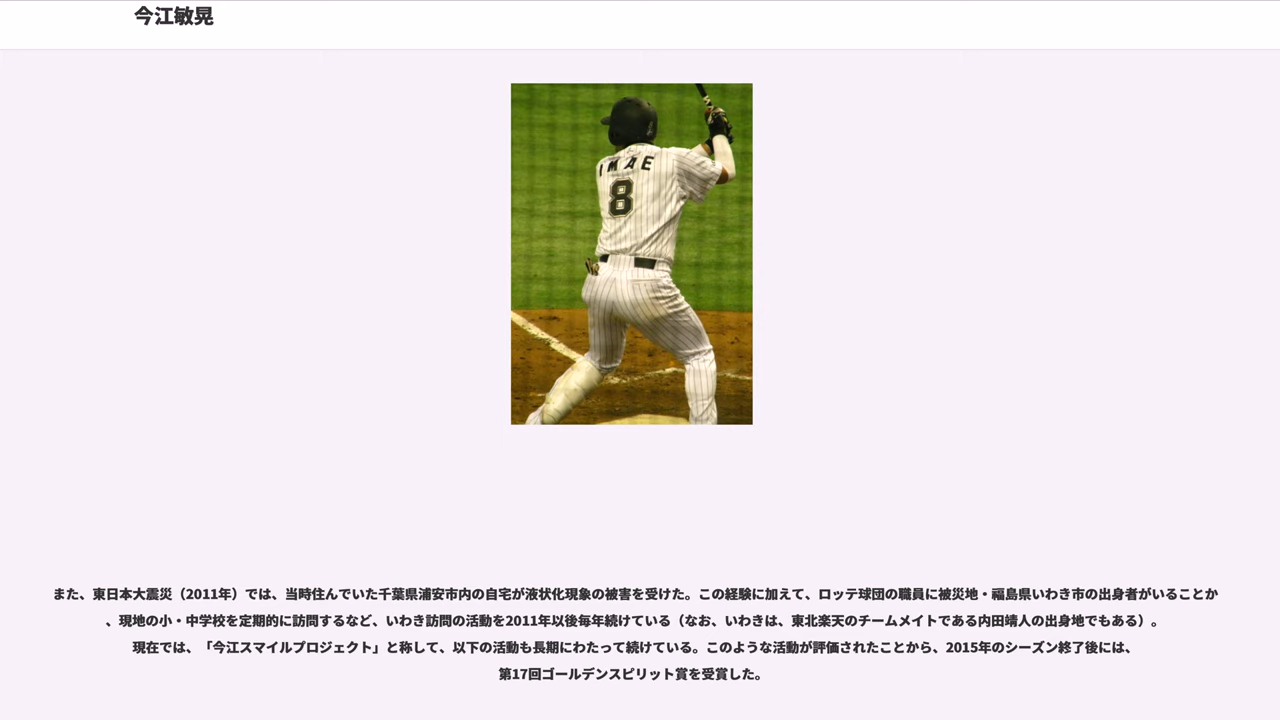 今江敏晃
IMAE
8
また、東日本大震災（2011年）では、当時住んでいた千葉県浦安市内の自宅が液状化現象の被害を受けた。この経験に加えて、ロッテ球団の職員に被災地・福島県いわき市の出身者がいることか
、現地の小・中学校を定期的に訪問するなど、いわき訪問の活動を2011年以後毎年続けている（なお、いわきは、東北楽天のチームメイトである内田靖人の出身地でもある）。
現在では、「今江スマイルプロジェクト」と称して、以下の活動も長期にわたって続けている。このような活動が評価されたことから、2015年のシーズン終了後には、
第17回ゴールデンスピリット賞を受賞した。